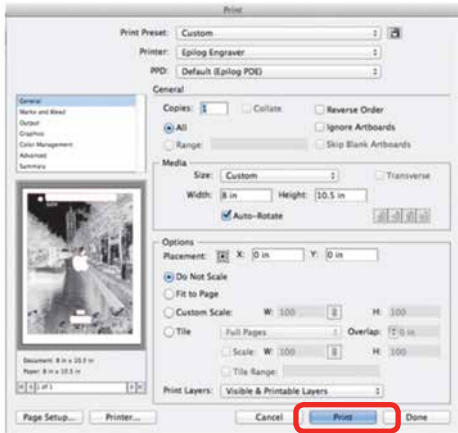 Print
Print Preset: Custom
Printer: Epilog Engraver
PPD: Default (Epilog PDE)
General
Marks and Bleed
Output
Graphics
Color Management
Advanced
Summary
General
Copies: 1 Collate Reverse Order
All Ignore Artboards
Range: Skip Blank Artboards
Media
Size: Custom Transverse
Width: 8 in Height: 10.5 in
Auto-Rotate
Options
Placement: X: 0 in Y: 0 in
Do Not Scale
Fit to Page
Custom Scale: W: 100 H: 100
Tile Full Pages Overlap: 0 in
Scale: W: 100 H: 100
Tile Range:
Print Layers: Visible & Printable Layers
Document: 8 in x 10.5 in
Paper: 8 in x 10.5 in
1 of 1
Page Setup... Printer... Cancel Print Done